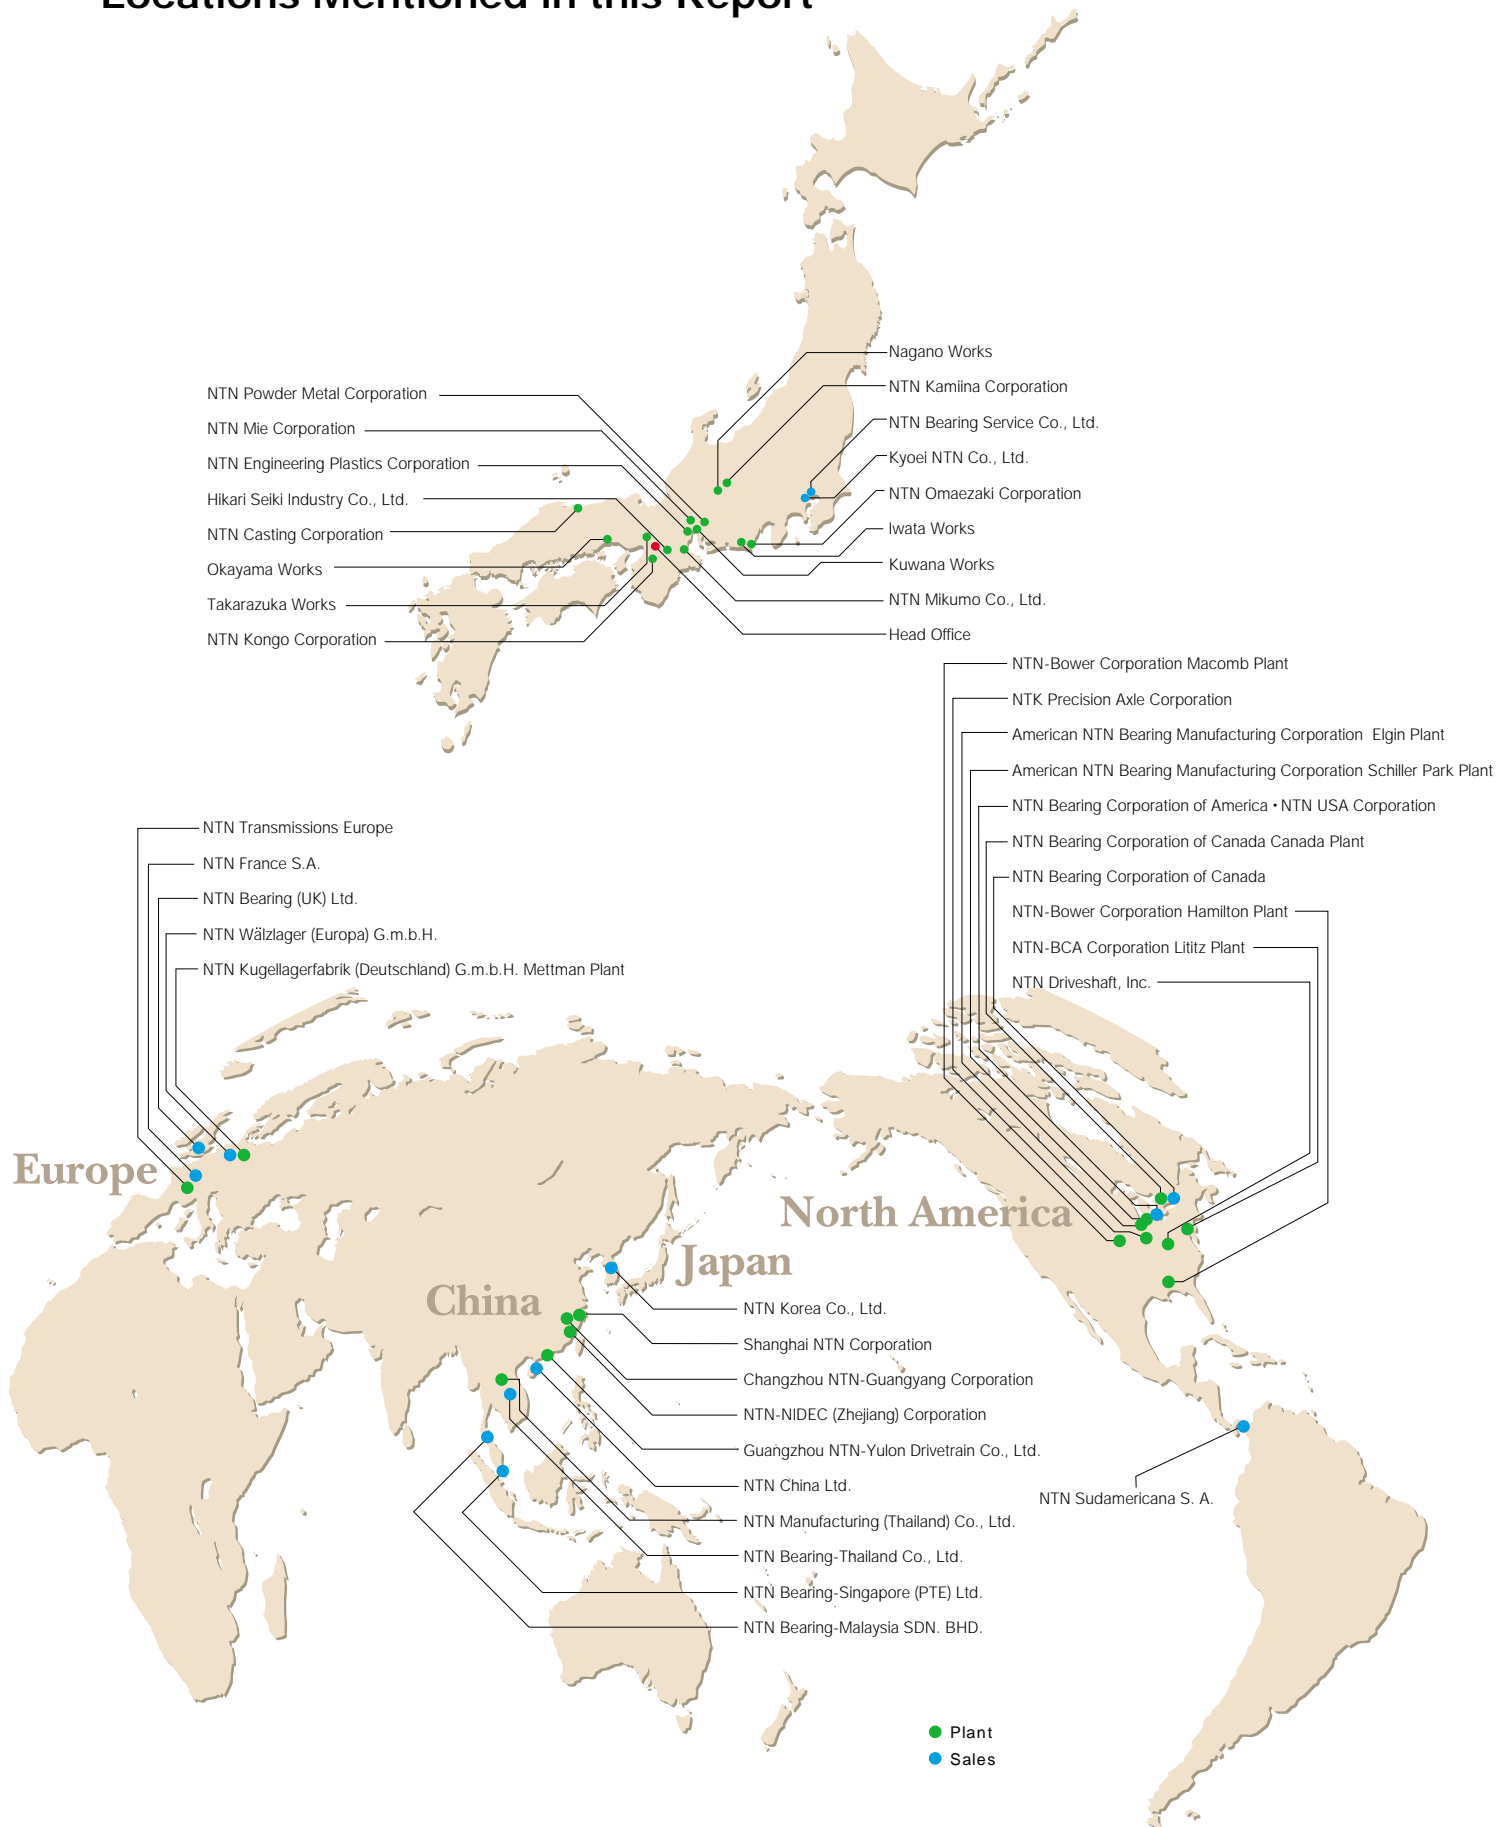 Locations Mentioned in this Report
Nagano Works
NTN Powder Metal Corporation
NTN Kamiina Corporation
NTN Mie Corporation
NTN Bearing Service Co., Ltd.
NTN Engineering Plastics Corporation
Kyoei NTN Co., Ltd.
Hikari Seiki Industry Co., Ltd.
NTN Omaezaki Corporation
NTN Casting Corporation
Iwata Works
Okayama Works
Kuwana Works
Takarazuka Works
NTN Mikumo Co., Ltd.
NTN Kongo Corporation
Head Office
NTN-Bower Corporation Macomb Plant
NTK Precision Axle Corporation
American NTN Bearing Manufacturing Corporation Elgin Plant
American NTN Bearing Manufacturing Corporation Schiller Park Plant
NTN Bearing Corporation of America • NTN USA Corporation
NTN Bearing Corporation of Canada Canada Plant
NTN Bearing Corporation of Canada
NTN-Bower Corporation Hamilton Plant
NTN-BCA Corporation Lititz Plant
NTN Driveshaft, Inc.
NTN Transmissions Europe
NTN France S.A.
NTN Bearing (UK) Ltd.
NTN Wälzlager (Europa) G.m.b.H.
NTN Kugellagerfabrik (Deutschland) G.m.b.H. Mettman Plant
Europe
North America
Japan
China
NTN Korea Co., Ltd.
Shanghai NTN Corporation
Changzhou NTN-Guangyang Corporation
NTN-NIDEC (Zhejiang) Corporation
Guangzhou NTN-Yulon Drivetrain Co., Ltd.
NTN China Ltd.
NTN Sudamericana S. A.
NTN Manufacturing (Thailand) Co., Ltd.
NTN Bearing-Thailand Co., Ltd.
NTN Bearing-Singapore (PTE) Ltd.
NTN Bearing-Malaysia SDN. BHD.
Plant
Sales